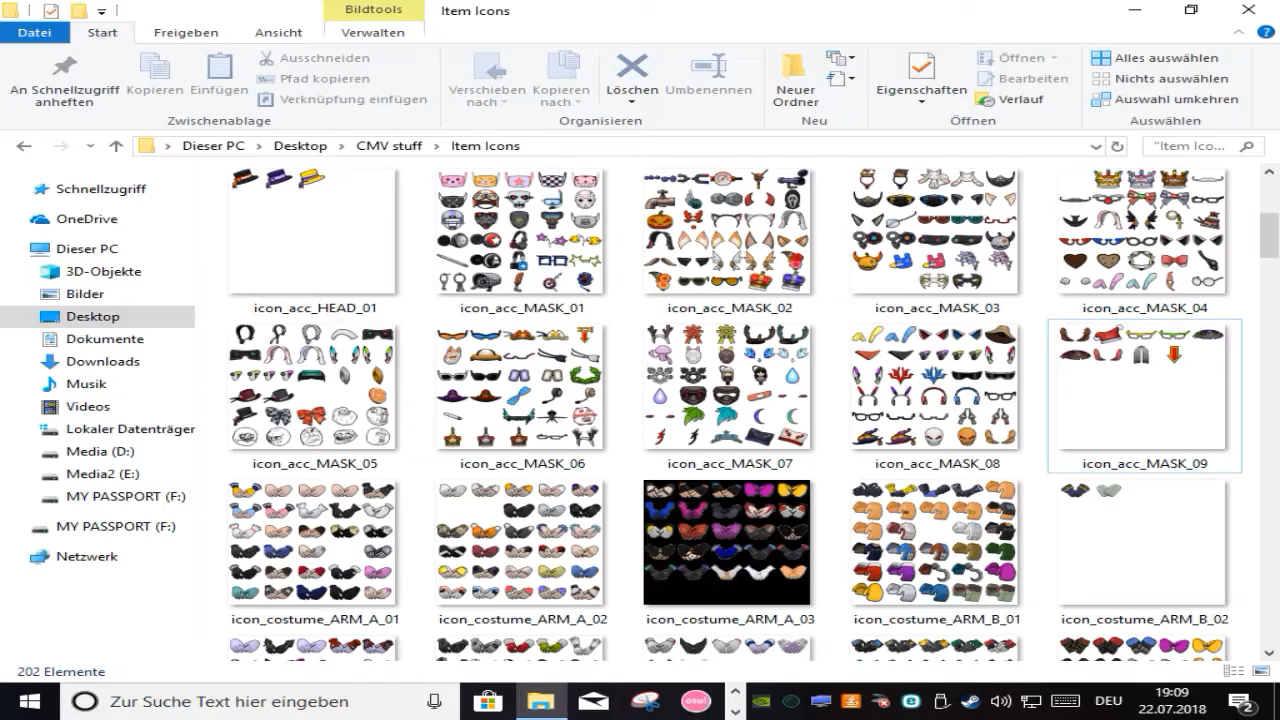 Bildtools
Item Icons
Datei
Start
Freigeben
Ansicht
Verwalten
An Schnellzugriff anheften
Kopieren
Einfügen
Ausschneiden
Pfad kopieren
Verknüpfung einfügen
Zwischenablage
Verschieben nach
Kopieren nach
Löschen
Umbenennen
Organisieren
Neuer Ordner
Neu
Eigenschaften
Öffnen
Bearbeiten
Verlauf
Öffnen
Alles auswählen
Nichts auswählen
Auswahl umkehren
Auswählen
Dieser PC
Desktop
CMV stuff
Item Icons
"Item Ico...
Schnellzugriff
OneDrive
Dieser PC
3D-Objekte
Bilder
Desktop
Dokumente
Downloads
Musik
Videos
Lokaler Datenträger
Media (D:)
Media2 (E:)
MY PASSPORT (F:)
MY PASSPORT (F:)
Netzwerk
icon_acc_HEAD_01
icon_acc_MASK_01
icon_acc_MASK_02
icon_acc_MASK_03
icon_acc_MASK_04
icon_acc_MASK_05
icon_acc_MASK_06
icon_acc_MASK_07
icon_acc_MASK_08
icon_acc_MASK_09
icon_costume_ARM_A_01
icon_costume_ARM_A_02
icon_costume_ARM_A_03
icon_costume_ARM_B_01
icon_costume_ARM_B_02
202 Elemente
Zur Suche Text hier eingeben
osu!
DEU
19:09
22.07.2018
2